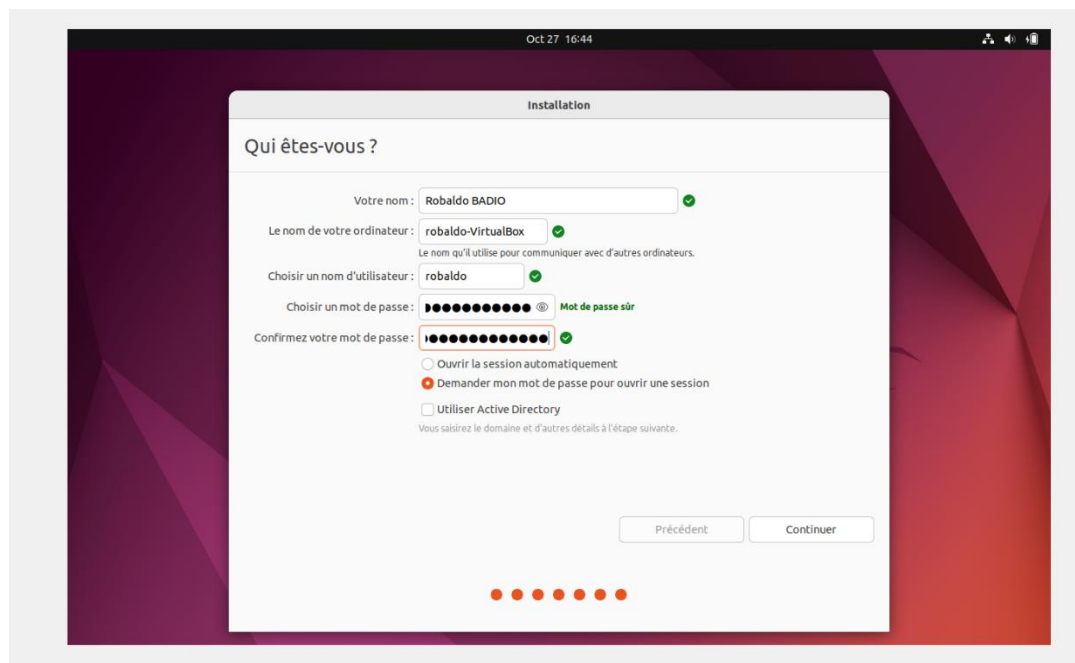 Oct 27 16:44
Installation
Qui êtes-vous ?
Votre nom : Robaldo BADIO
Le nom de votre ordinateur : robaldo-VirtualBox
Le nom qu'il utilise pour communiquer avec d'autres ordinateurs.
Choisir un nom d'utilisateur : robaldo
Choisir un mot de passe : ●●●●●●●●●●● Mot de passe sûr
Confirmez votre mot de passe : ●●●●●●●●●●●●
Ouvrir la session automatiquement
Demander mon mot de passe pour ouvrir une session
Utiliser Active Directory
Vous saisirez le domaine et d'autres détails à l'étape suivante.
Précédent Continuer